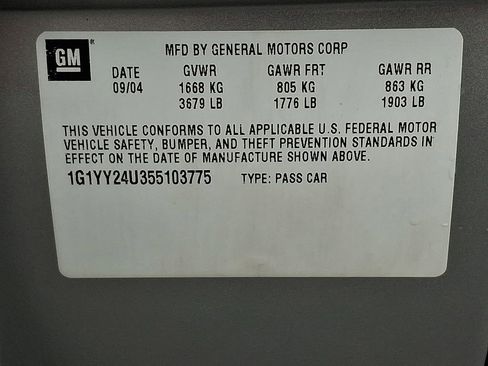 GM ®
MFD BY GENERAL MOTORS CORP
DATE GVWR GAWR FRT GAWR RR
09/04 1668 KG 805 KG 863 KG
3679 LB 1776 LB 1903 LB
THIS VEHICLE CONFORMS TO ALL APPLICABLE U.S. FEDERAL MOTOR
VEHICLE SAFETY, BUMPER, AND THEFT PREVENTION STANDARDS IN
EFFECT ON THE DATE OF MANUFACTURE SHOWN ABOVE.
1G1YY24U355103775 TYPE: PASS CAR